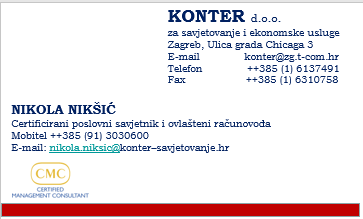 KONTER d.o.o.
za savjetovanje i ekonomske usluge
Zagreb, Ulica grada Chicaga 3
E-mail konter@zg.t-com.hr
Telefon ++385 (1) 6137491
Fax ++385 (1) 6310758
NIKOLA NIKŠIĆ
Certificirani poslovni savjetnik i ovlašteni računovođa
Mobitel ++385 (91) 3030600
E-mail: nikola.niksic@konter-savjetovanje.hr
CMC
CERTIFIED
MANAGEMENT CONSULTANT